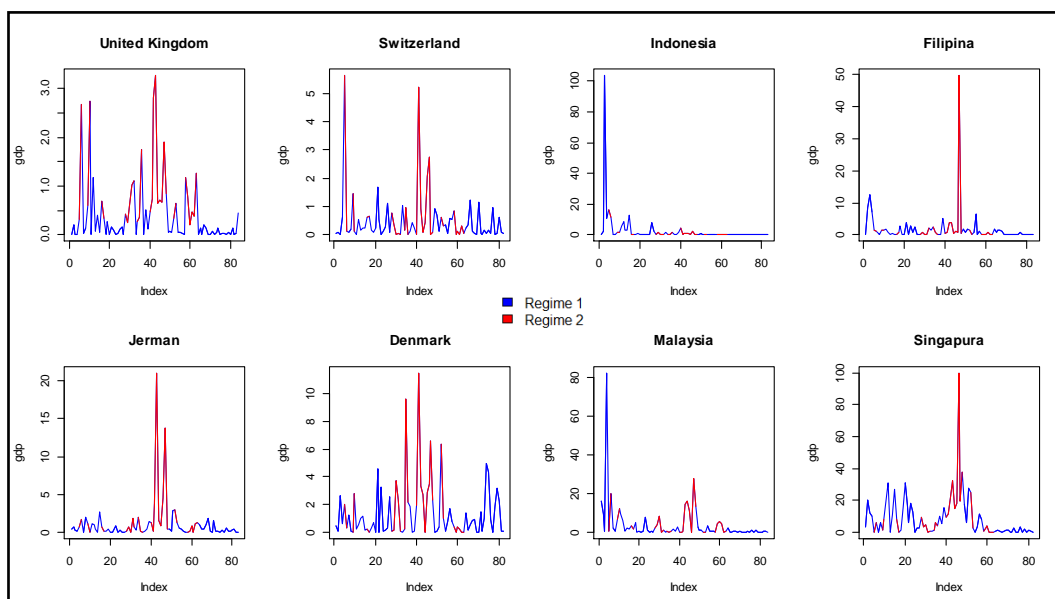 United Kingdom
gdp
0.0 1.0 2.0 3.0
0 20 40 60 80
Index
Switzerland
gdp
0 1 2 3 4 5
0 20 40 60 80
Index
Indonesia
gdp
0 20 40 60 80 100
0 20 40 60 80
Index
Filipina
gdp
0 10 20 30 40 50
0 20 40 60 80
Index
Regime 1
Regime 2
Jerman
gdp
0 5 10 15 20
0 20 40 60 80
Index
Denmark
gdp
0 2 4 6 8 10
0 20 40 60 80
Index
Malaysia
gdp
0 20 40 60 80
0 20 40 60 80
Index
Singapura
gdp
0 20 40 60 80 100
0 20 40 60 80
Index